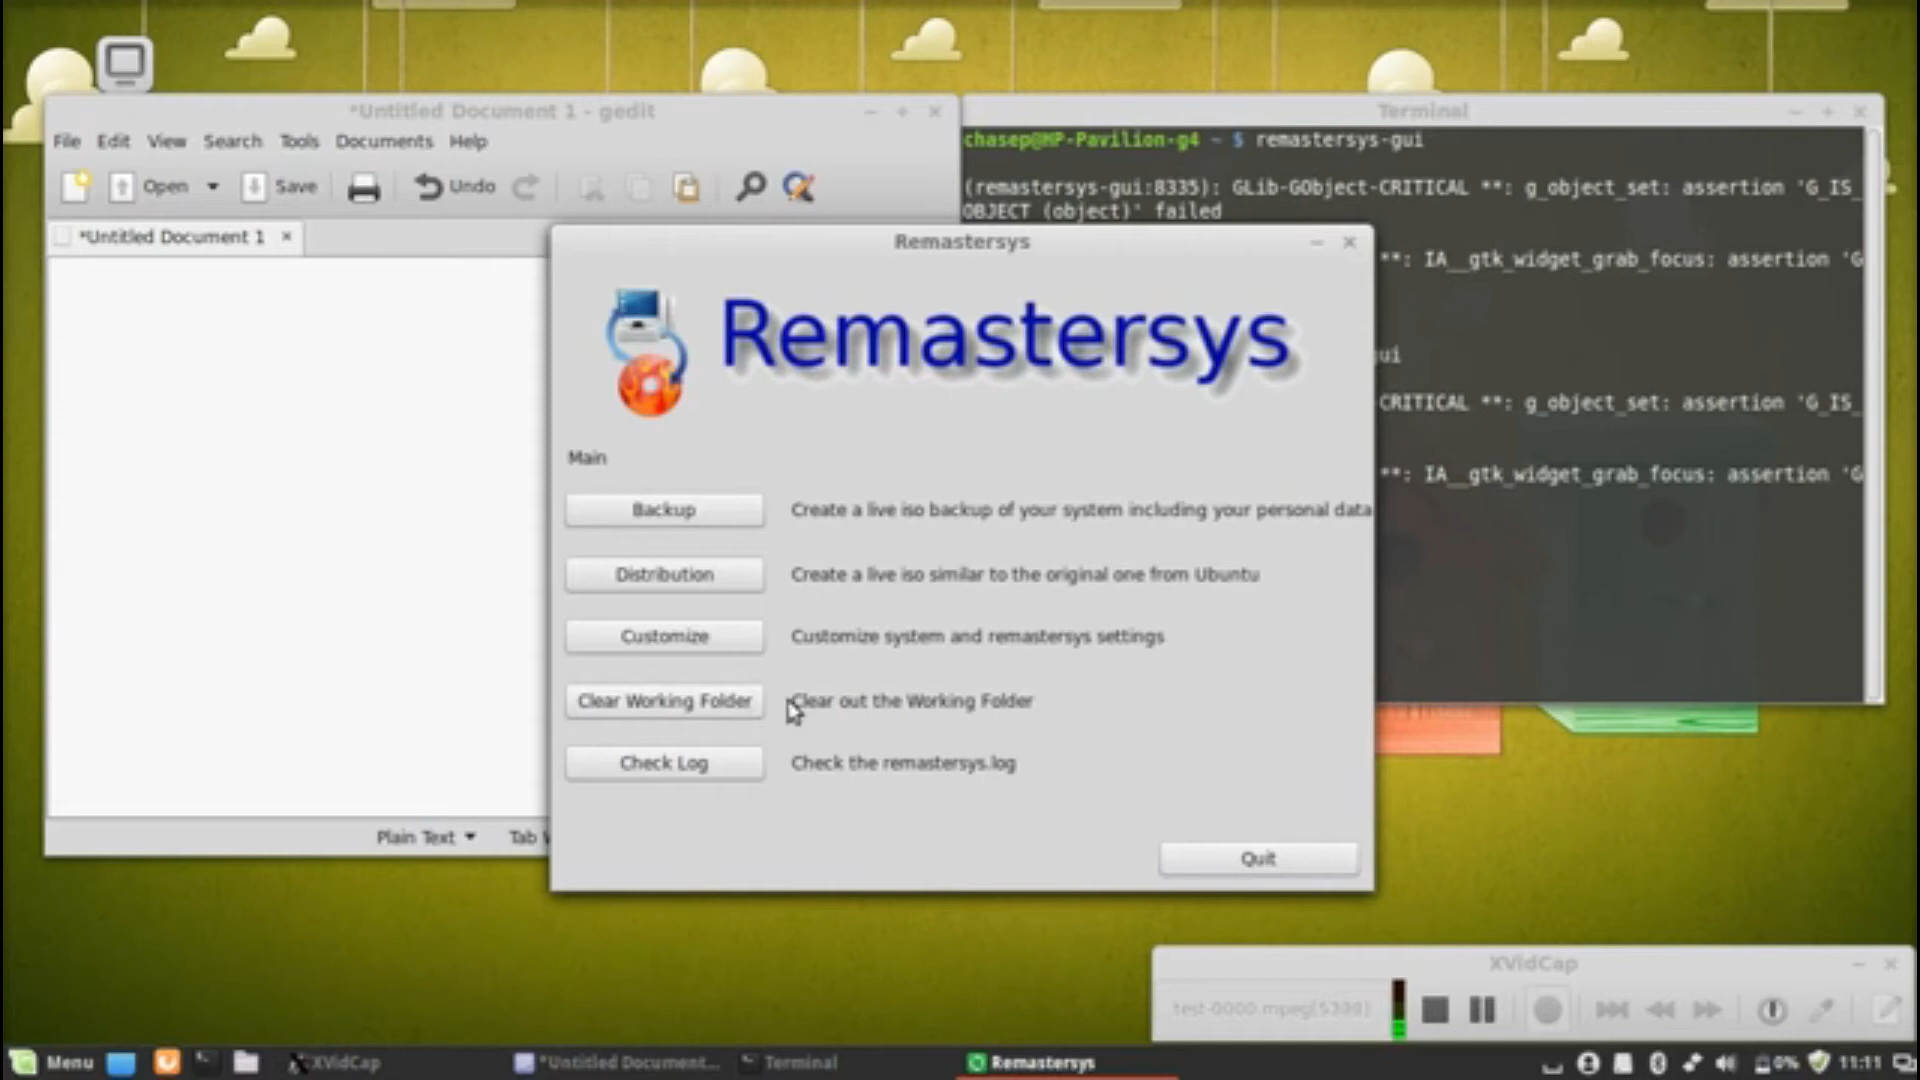 *Untitled Document 1 - gedit
File Edit View Search Tools Documents Help
Open Save Undo
*Untitled Document 1
Plain Text Tab
Terminal
chasep@HP-Pavilion-g4 ~ $ remastersys-gui
(remastersys-gui:8335): GLib-GObject-CRITICAL **: g_object_set: assertion 'G_IS_
OBJECT (object)' failed
**: IA__gtk_widget_grab_focus: assertion 'G
ui
CRITICAL **: g_object_set: assertion 'G_IS_
**: IA__gtk_widget_grab_focus: assertion 'G
Remastersys
Remastersys
Main
Backup Create a live iso backup of your system including your personal data
Distribution Create a live iso similar to the original one from Ubuntu
Customize Customize system and remastersys settings
Clear Working Folder Clear out the Working Folder
Check Log Check the remastersys.log
Quit
XVidCap
Menu XVidCap *Untitled Document... Terminal Remastersys 0% 11:11